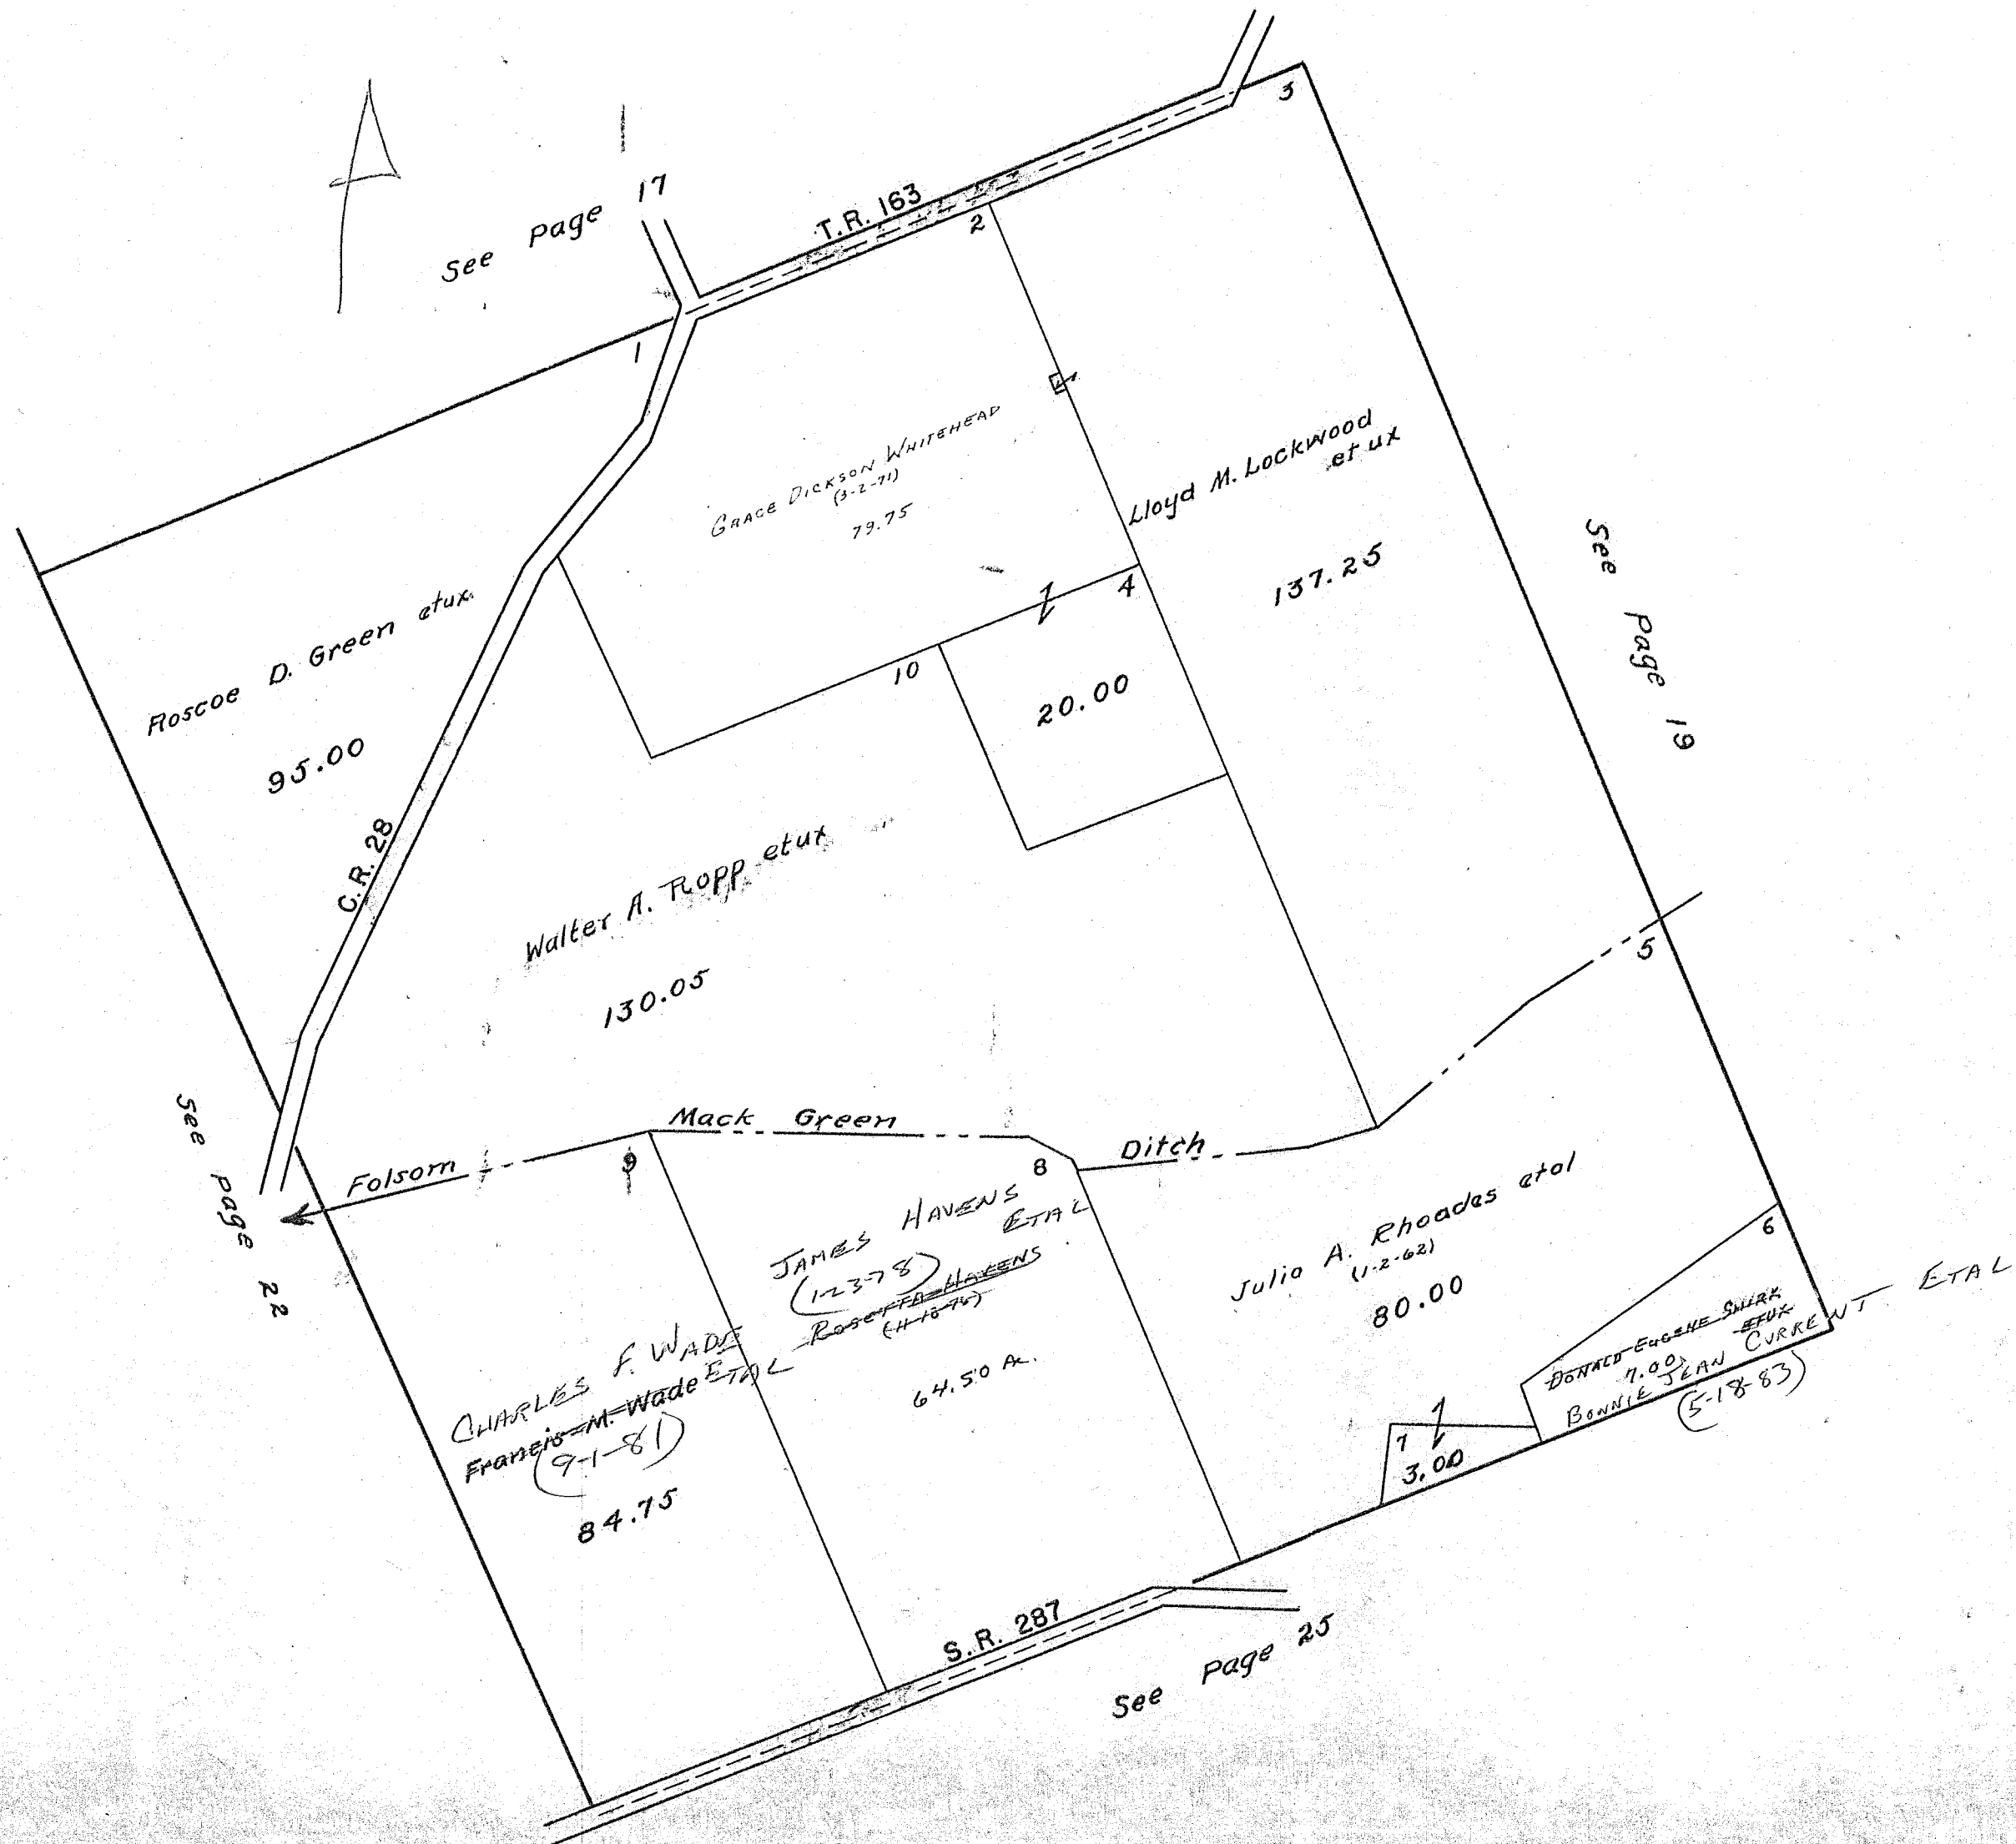 See Page 17
T.R. 163
1
2
3
GRACE DICKSON WHITEHEAD
(3-2-71)
79.75
Lloyd M. Lockwood
et ux
137.25
See Page 19
Roscoe D. Green etux.
95.00
C.R. 28
4
10
20.00
Walter A. Ropp etux
130.05
5
See Page 22
Folsom Mack Green Ditch
9
8
6
JAMES HAVENS
ETAL
(1-23-78)
ROSETTA HAVENS
64.50 Ac.
Julia A. Rhoades etal
(1-2-62)
80.00
CHARLES F. WADE
ETAL
Francis M. Wade
(9-1-81)
84.75
DONALD EUGENE SHIRK
ETUX
7.00
BONNIE JEAN CURRENT ETAL
(5-18-83)
7
3.00
S.R. 287
See Page 25